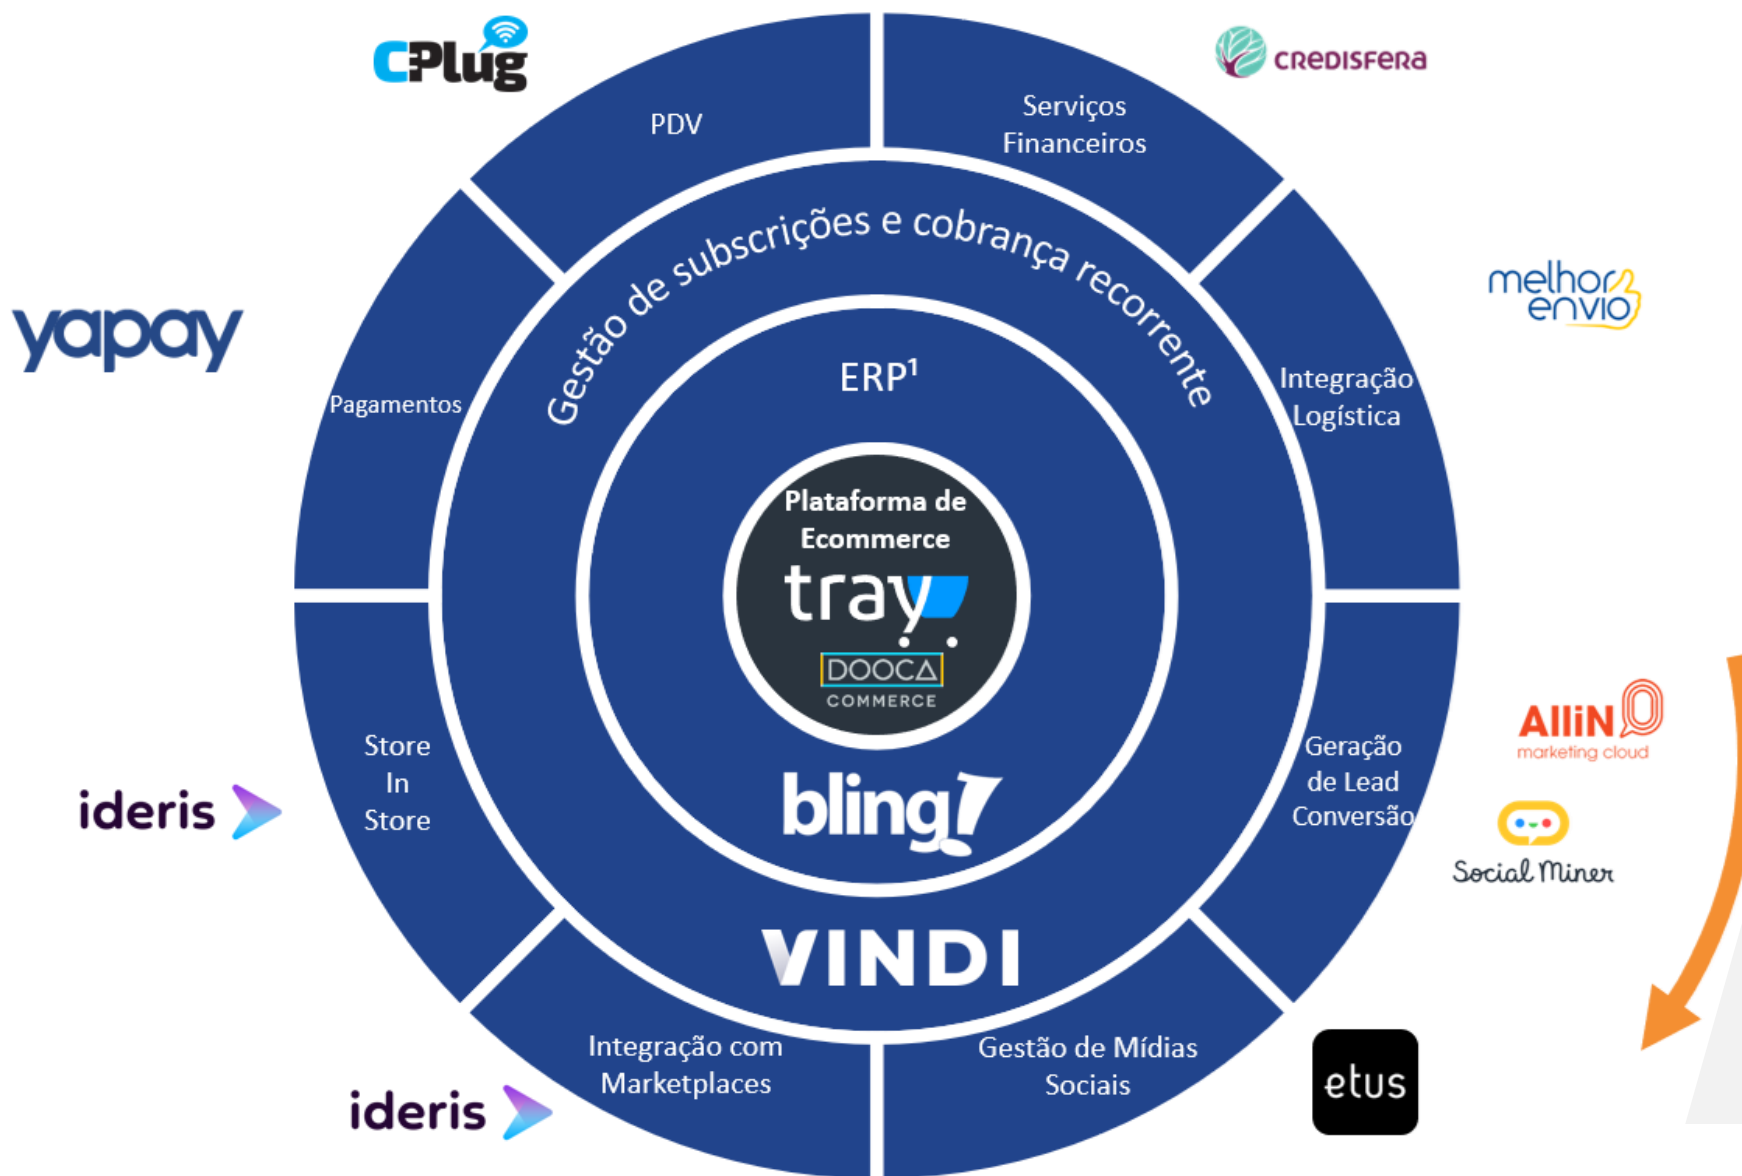 CPlug
CREDISFERA
PDV
Serviços
Financeiros
Gestão de subscrições e cobrança recorrente
melhor
envio
yapay
ERP¹
Pagamentos
Integração
Logística
Plataforma de
Ecommerce
tray
DOOCA
COMMERCE
AlliN
marketing cloud
Store
In
Store
ideris
Geração
de Lead
Conversão
Social Miner
bling!
VINDI
Integração com
Marketplaces
Gestão de Mídias
Sociais
ideris
etus